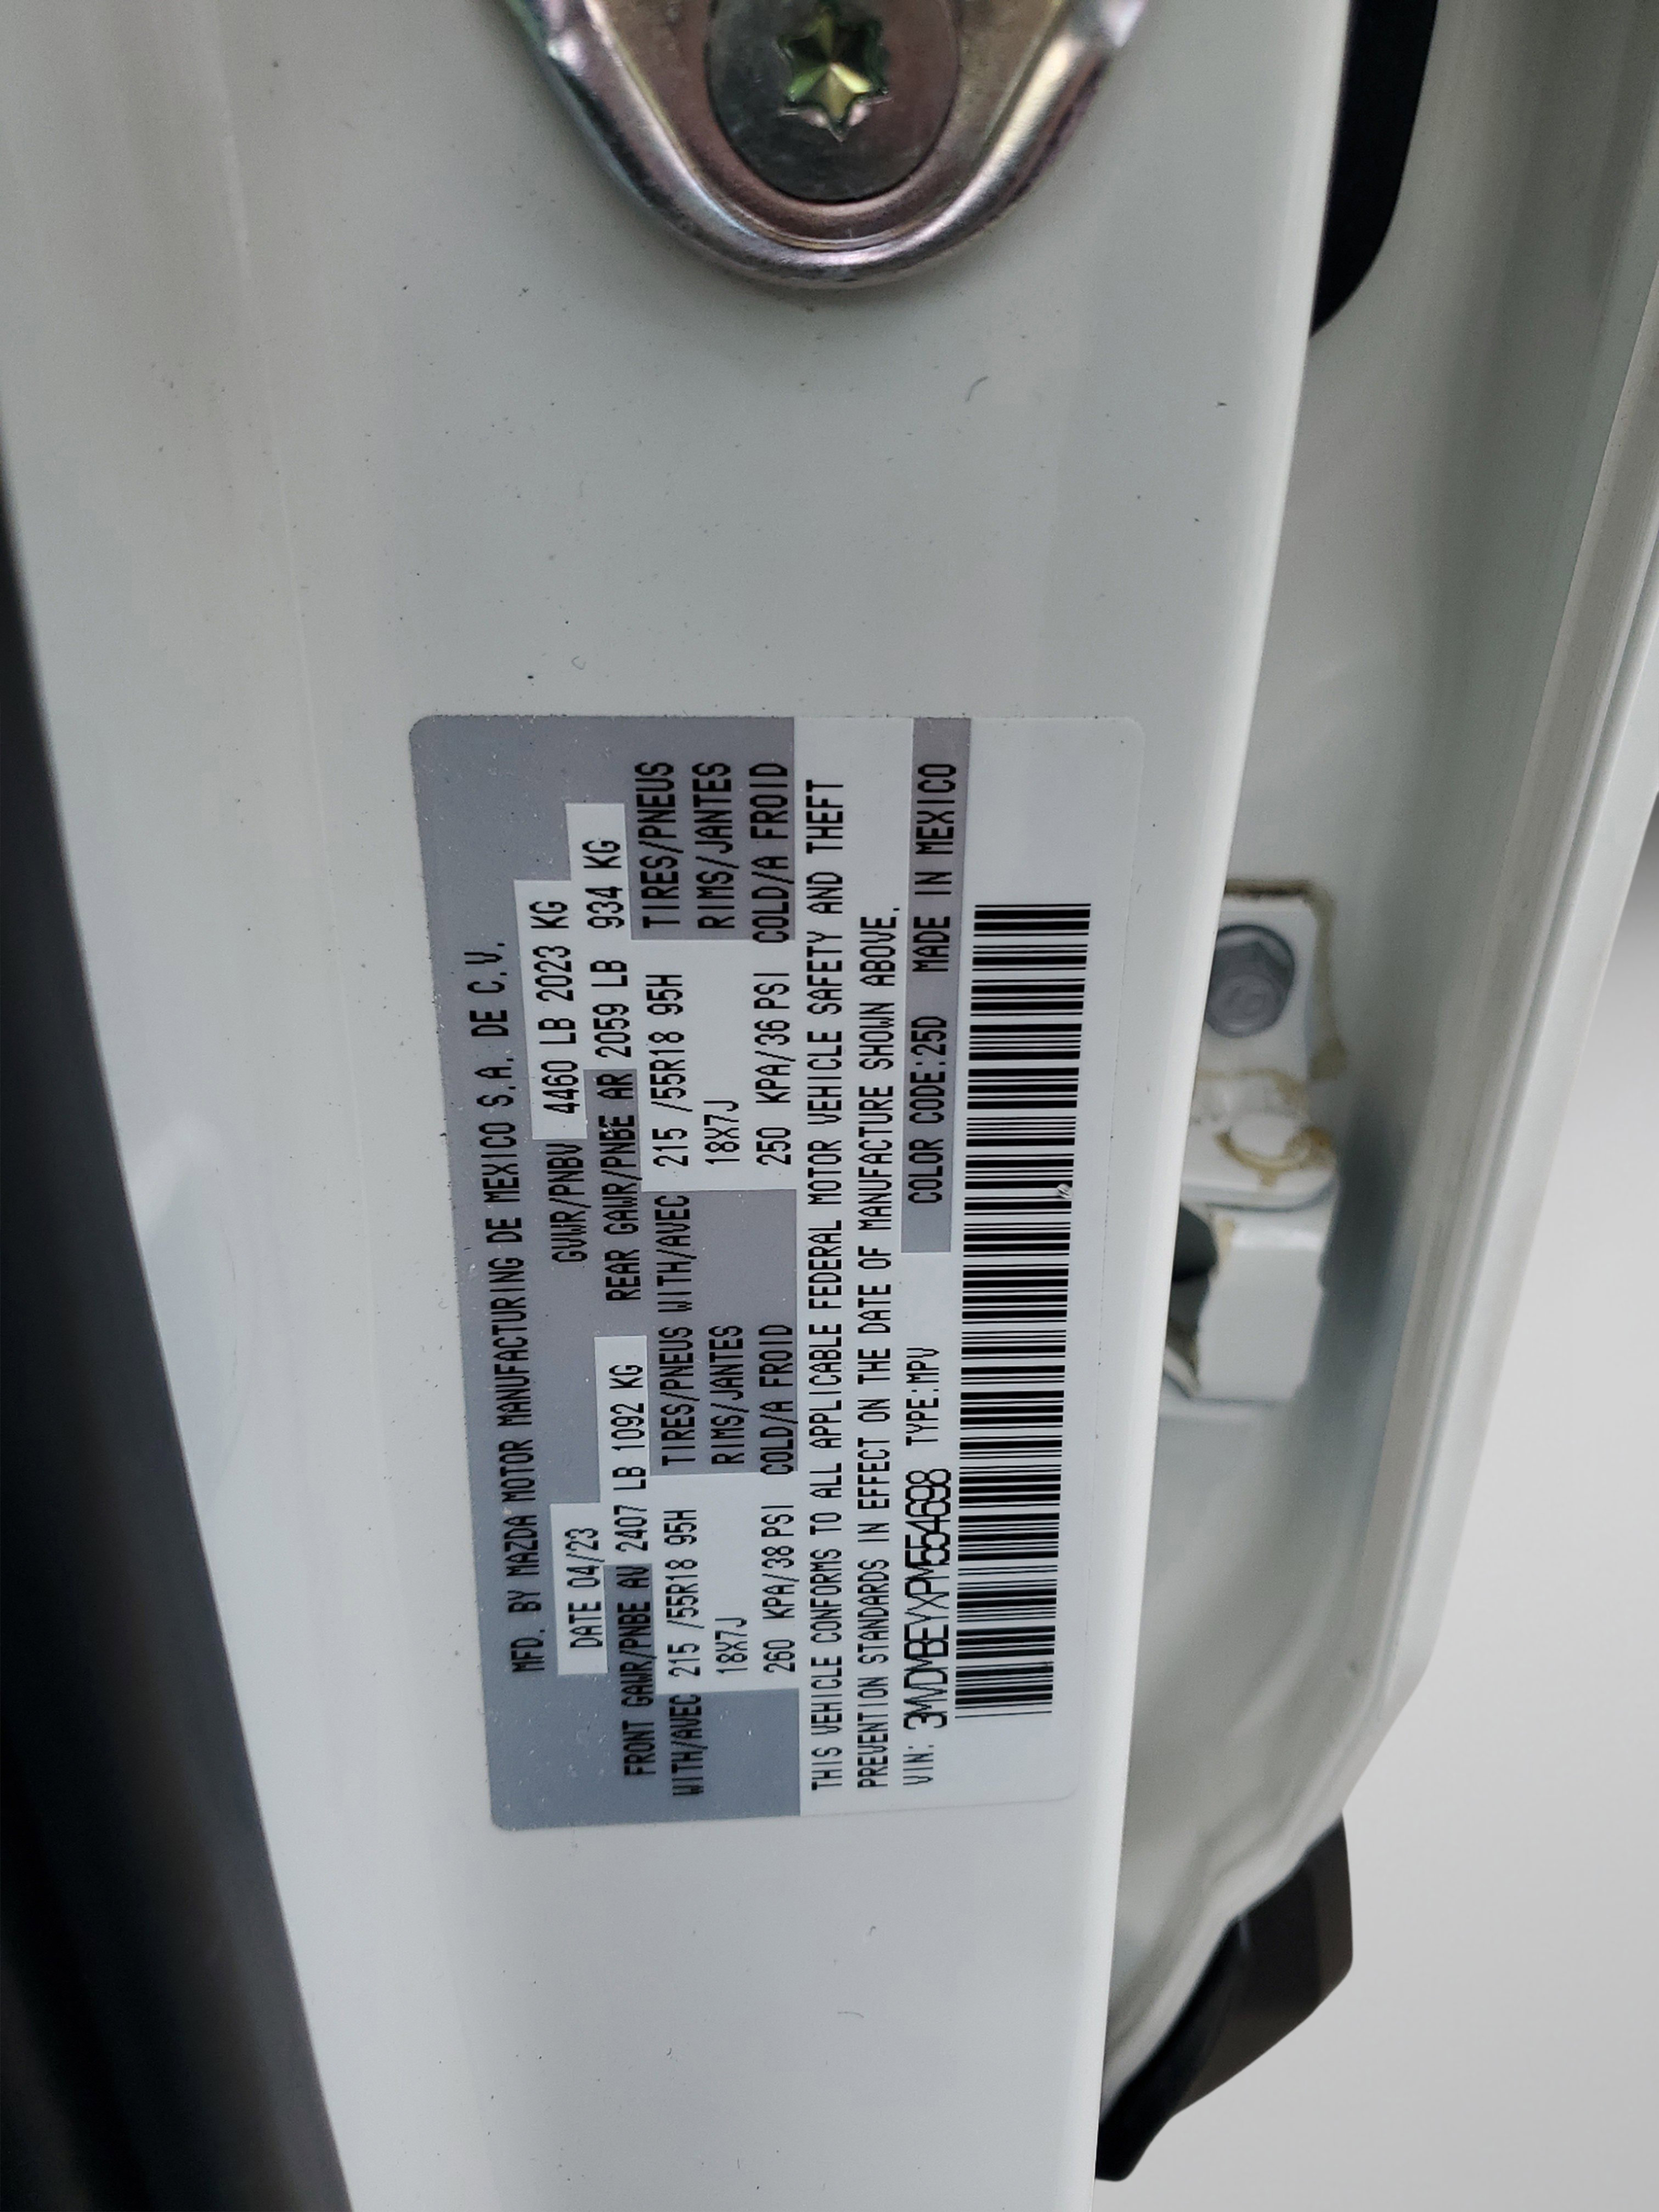 MFD. BY MAZDA MOTOR MANUFACTURING DE MEXICO S.A. DE C.V.
DATE 04/23 GVWR/PNBV 4460 LB 2023 KG
FRONT GAWR/PNBE AV 2407 LB 1092 KG REAR GAWR/PNBE AR 2059 LB 934 KG
WITH/AVEC 215 /55R18 95H TIRES/PNEUS WITH/AVEC 215 /55R18 95H TIRES/PNEUS
18X7J RIMS/JANTES 18X7J RIMS/JANTES
260 KPA/38 PSI COLD/A FROID 250 KPA/36 PSI COLD/A FROID
THIS VEHICLE CONFORMS TO ALL APPLICABLE FEDERAL MOTOR VEHICLE SAFETY AND THEFT
PREVENTION STANDARDS IN EFFECT ON THE DATE OF MANUFACTURE SHOWN ABOVE.
VIN: 3MVDMBEYXPM554698 TYPE:MPV COLOR CODE:25D MADE IN MEXICO